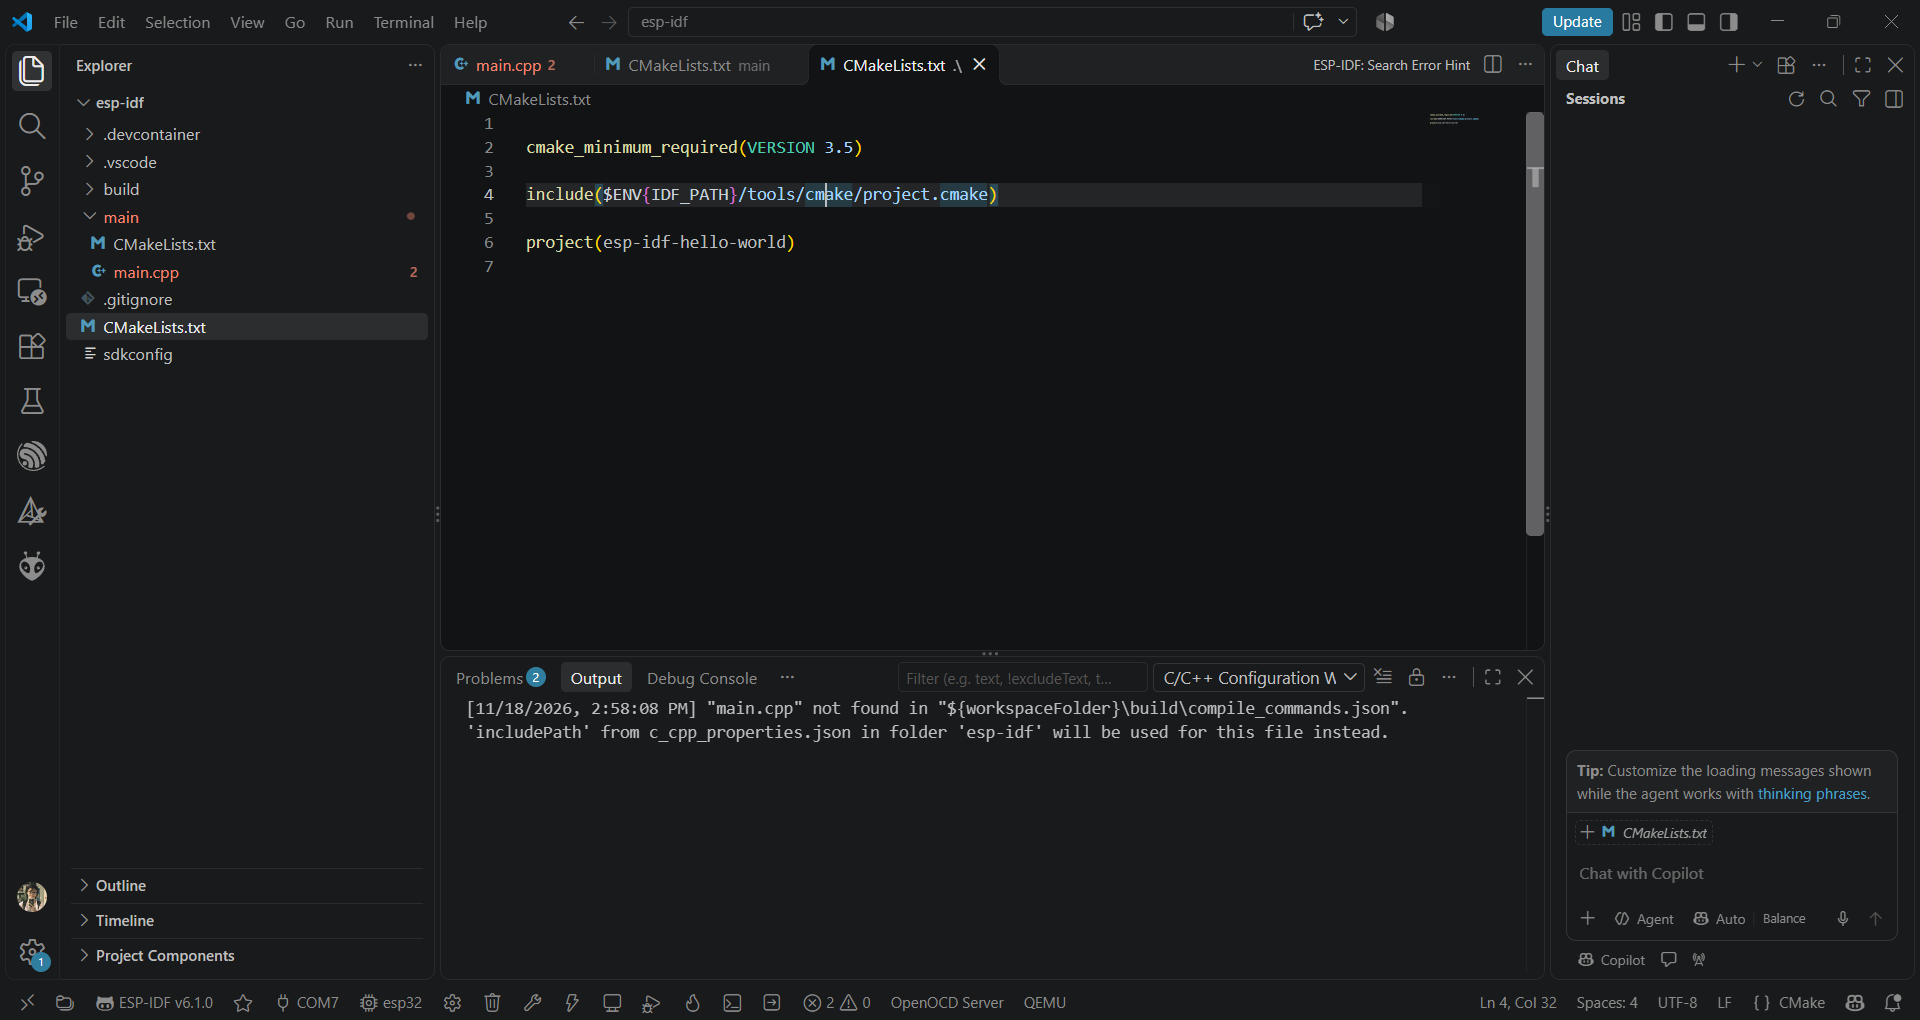 File Edit Selection View Go Run Terminal Help
esp-idf
Update
Explorer
esp-idf
.devcontainer
.vscode
build
main
CMakeLists.txt
main.cpp 2
.gitignore
CMakeLists.txt
sdkconfig
Outline
Timeline
Project Components
main.cpp 2
CMakeLists.txt main
CMakeLists.txt .\
ESP-IDF: Search Error Hint
CMakeLists.txt
1
2 cmake_minimum_required(VERSION 3.5)
3
4 include($ENV{IDF_PATH}/tools/cmake/project.cmake)
5
6 project(esp-idf-hello-world)
7
Problems 2 Output Debug Console
Filter (e.g. text, !excludeText, t...
C/C++ Configuration W
[11/18/2026, 2:58:08 PM] "main.cpp" not found in "${workspaceFolder}\build\compile_commands.json".
'includePath' from c_cpp_properties.json in folder 'esp-idf' will be used for this file instead.
Chat
Sessions
Tip: Customize the loading messages shown
while the agent works with thinking phrases.
CMakeLists.txt
Chat with Copilot
Agent Auto Balance
Copilot
1
ESP-IDF v6.1.0 COM7 esp32 2 0 OpenOCD Server QEMU
Ln 4, Col 32 Spaces: 4 UTF-8 LF { } CMake